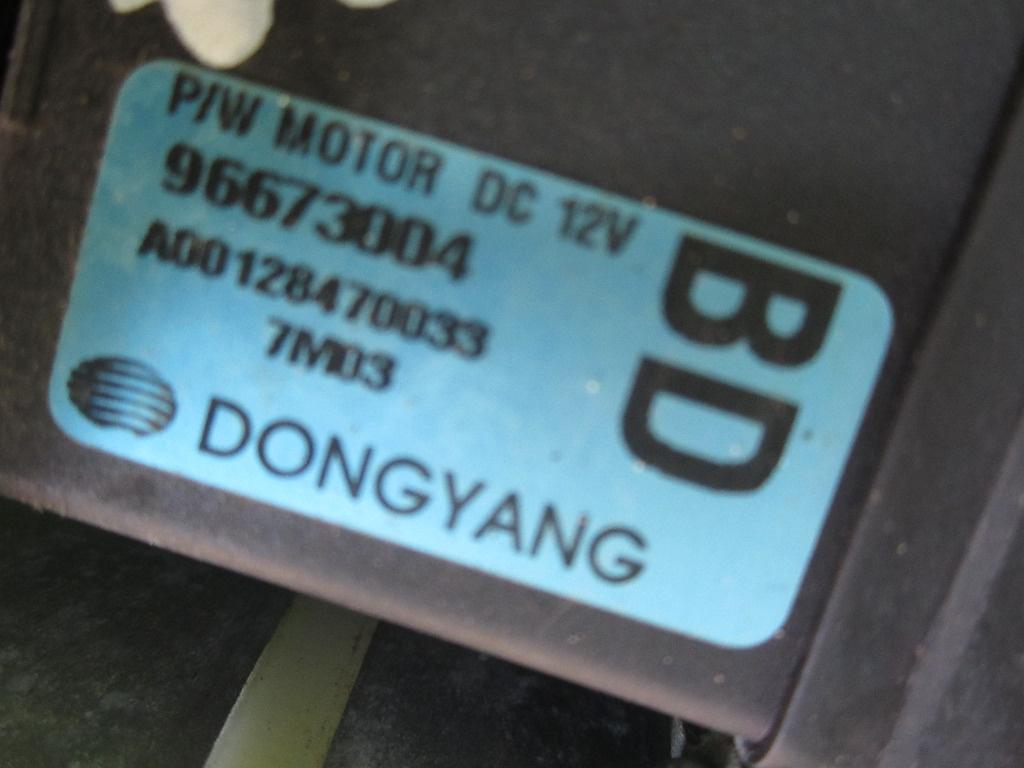 P/W MOTOR DC 12V
96673004
A00128470033
7M03
DONGYANG
BD